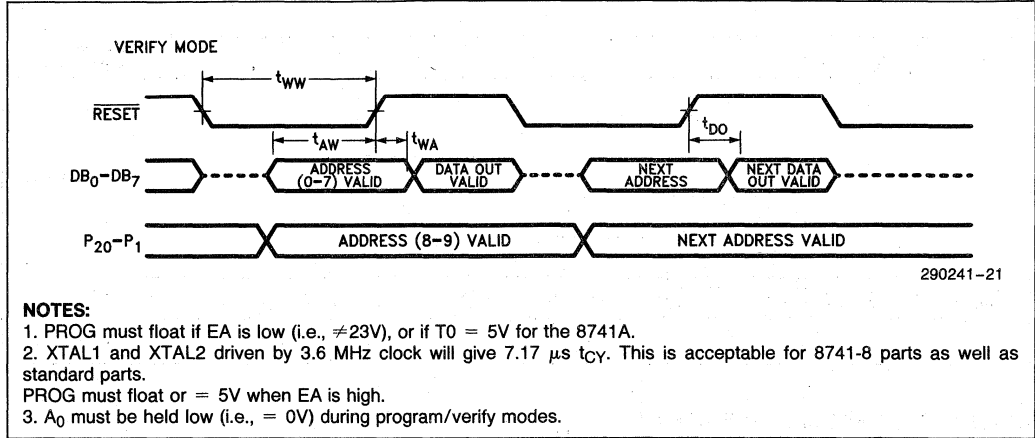 VERIFY MODE
tWW
RESET
tAW
tWA
tDO
DB0–DB7
ADDRESS
(0–7) VALID
DATA OUT
VALID
NEXT
ADDRESS
NEXT DATA
OUT VALID
P20–P1
ADDRESS (8–9) VALID
NEXT ADDRESS VALID
290241–21
NOTES:
1. PROG must float if EA is low (i.e., ≠23V), or if T0 = 5V for the 8741A.
2. XTAL1 and XTAL2 driven by 3.6 MHz clock will give 7.17 μs tCY. This is acceptable for 8741-8 parts as well as
standard parts.
PROG must float or = 5V when EA is high.
3. A0 must be held low (i.e., = 0V) during program/verify modes.